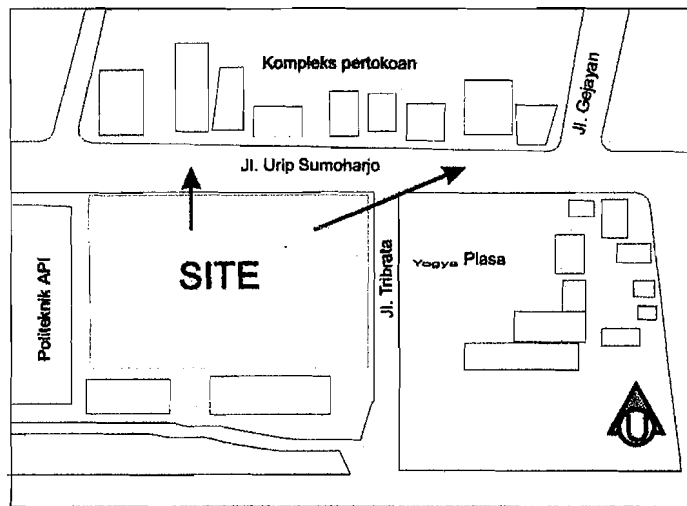 Kompleks pertokoan
Jl. Gejayan
Jl. Urip Sumoharjo
SITE
Politeknik API
Jl. Tribrata
Yogya Plasa
U